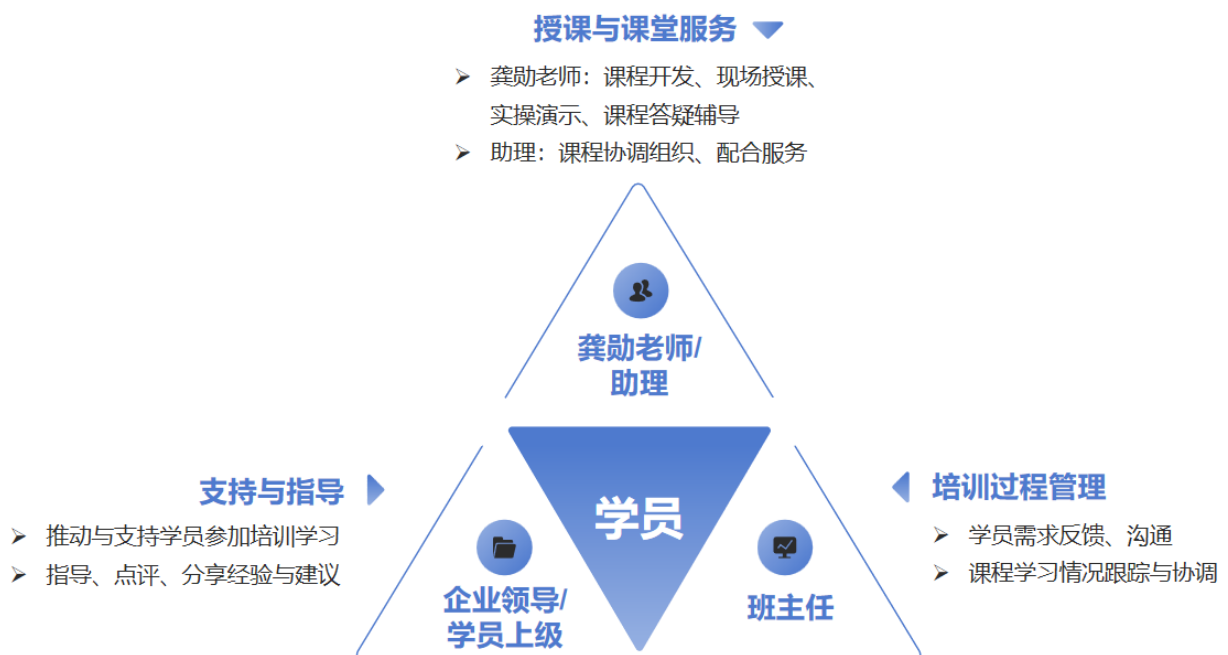 授课与课堂服务
➢ 龚勋老师：课程开发、现场授课、
实操演示、课程答疑辅导
➢ 助理：课程协调组织、配合服务
龚勋老师/
助理
支持与指导
➢ 推动与支持学员参加培训学习
➢ 指导、点评、分享经验与建议
学员
培训过程管理
➢ 学员需求反馈、沟通
➢ 课程学习情况跟踪与协调
企业领导/
学员上级
班主任